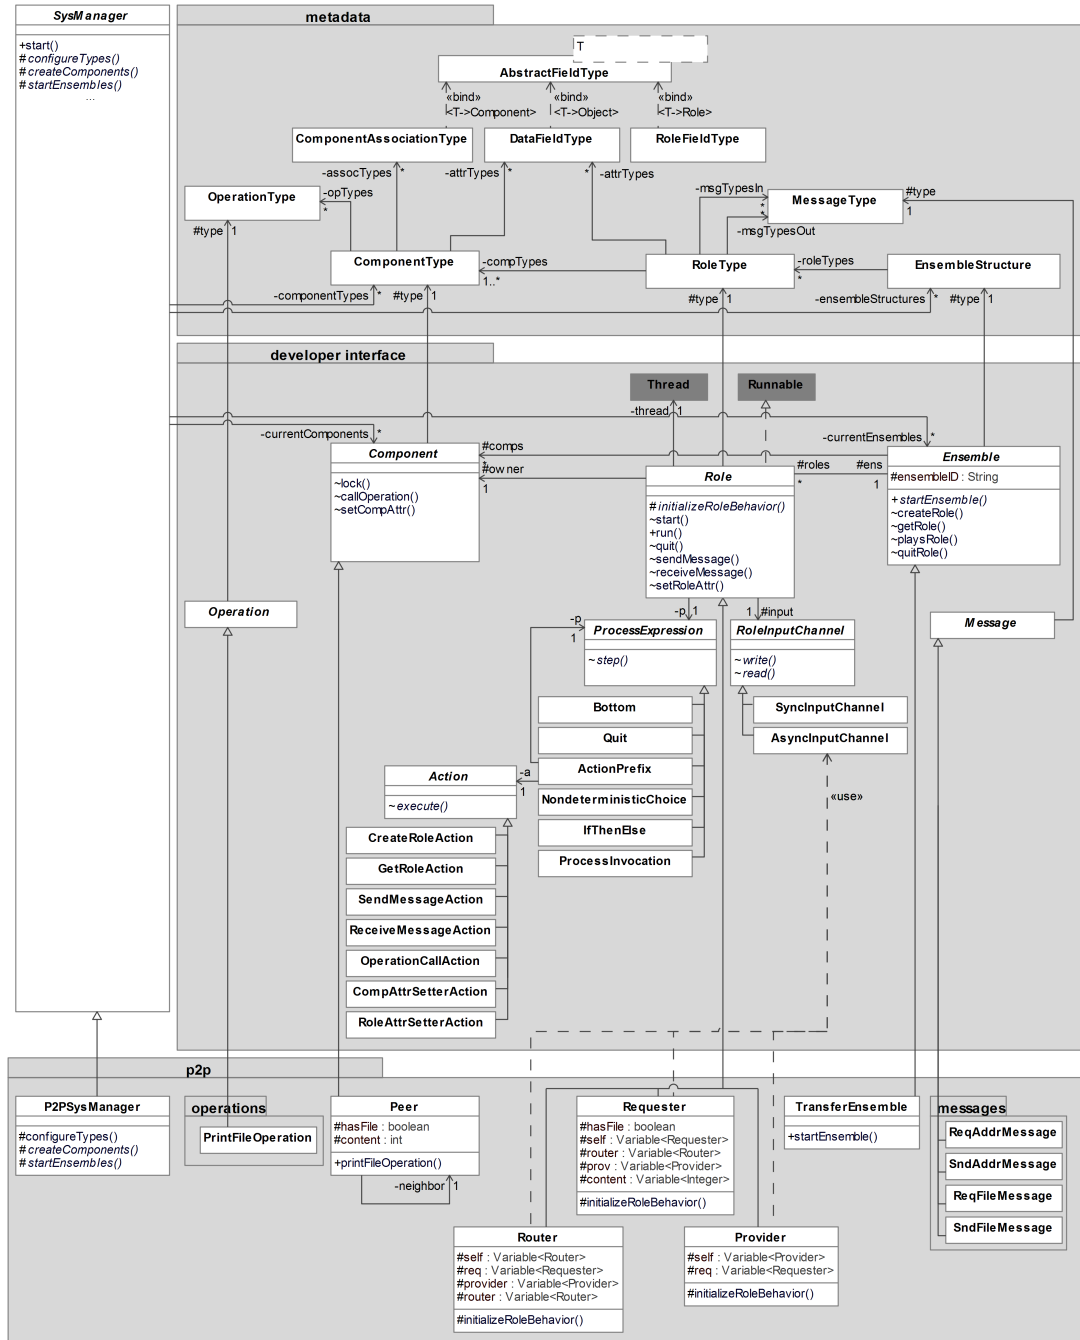 SysManager
+start()
#configureTypes()
#createComponents()
#startEnsembles()
...
metadata
T
AbstractFieldType
«bind»
<T->Component>
«bind»
<T->Object>
«bind»
<T->Role>
ComponentAssociationType
DataFieldType
RoleFieldType
-assocTypes
*
-attrTypes
*
*
-attrTypes
OperationType
-opTypes
*
#type
1
-msgTypesIn
*
*
-msgTypesOut
MessageType
#type
1
ComponentType
-compTypes
1..*
RoleType
-roleTypes
*
EnsembleStructure
-componentTypes
*
#type
1
#type
1
-ensembleStructures
*
#type
1
developer interface
Thread
Runnable
-thread
1
-currentComponents
*
-currentEnsembles
*
Component
~lock()
~callOperation()
~setCompAttr()
#comps
*
#owner
1
Role
#initializeRoleBehavior()
~start()
+run()
~quit()
~sendMessage()
~receiveMessage()
~setRoleAttr()
#roles
*
#ens
1
Ensemble
#ensembleID : String
+startEnsemble()
~createRole()
~getRole()
~playsRole()
~quitRole()
Operation
Message
-p
1
-p
1
1
#input
ProcessExpression
~step()
RoleInputChannel
~write()
~read()
Bottom
Quit
ActionPrefix
NondeterministicChoice
IfThenElse
ProcessInvocation
SyncInputChannel
AsyncInputChannel
«use»
-a
1
Action
~execute()
CreateRoleAction
GetRoleAction
SendMessageAction
ReceiveMessageAction
OperationCallAction
CompAttrSetterAction
RoleAttrSetterAction
p2p
P2PSysManager
#configureTypes()
#createComponents()
#startEnsembles()
operations
PrintFileOperation
Peer
#hasFile : boolean
#content : int
+printFileOperation()
-neighbor
1
Requester
#hasFile : boolean
#self : Variable<Requester>
#router : Variable<Router>
#prov : Variable<Provider>
#content : Variable<Integer>
#initializeRoleBehavior()
TransferEnsemble
+startEnsemble()
messages
ReqAddrMessage
SndAddrMessage
ReqFileMessage
SndFileMessage
Router
#self : Variable<Router>
#req : Variable<Requester>
#provider : Variable<Provider>
#router : Variable<Router>
#initializeRoleBehavior()
Provider
#self : Variable<Provider>
#req : Variable<Requester>
#initializeRoleBehavior()